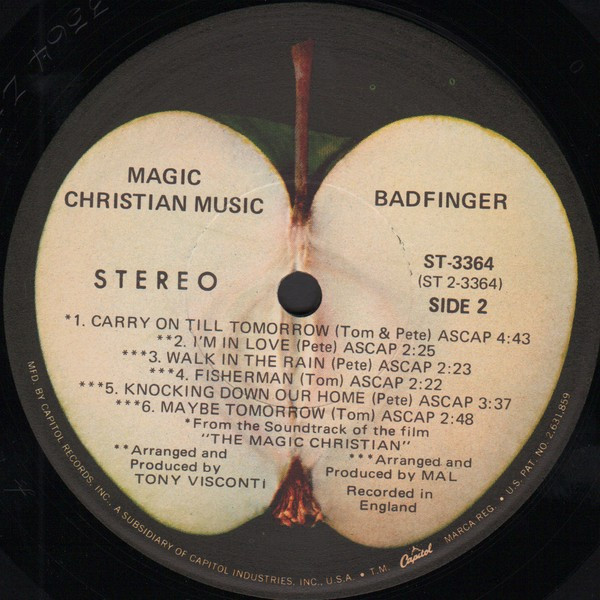 MAGIC
CHRISTIAN MUSIC
BADFINGER
STEREO
ST-3364
(ST 2-3364)
SIDE 2
*1. CARRY ON TILL TOMORROW (Tom & Pete) ASCAP 4:43
**2. I'M IN LOVE (Pete) ASCAP 2:25
***3. WALK IN THE RAIN (Pete) ASCAP 2:23
***4. FISHERMAN (Tom) ASCAP 2:22
***5. KNOCKING DOWN OUR HOME (Pete) ASCAP 3:37
***6. MAYBE TOMORROW (Tom) ASCAP 2:48
*From the Soundtrack of the film
"THE MAGIC CHRISTIAN"
**Arranged and
Produced by
TONY VISCONTI
***Arranged and
Produced by MAL
Recorded in
England
MFD. BY CAPITOL RECORDS, INC., A SUBSIDIARY OF CAPITOL INDUSTRIES, INC., U.S.A. • T.M. Capitol MARCA REG. • U.S. PAT. NO. 2,631,859